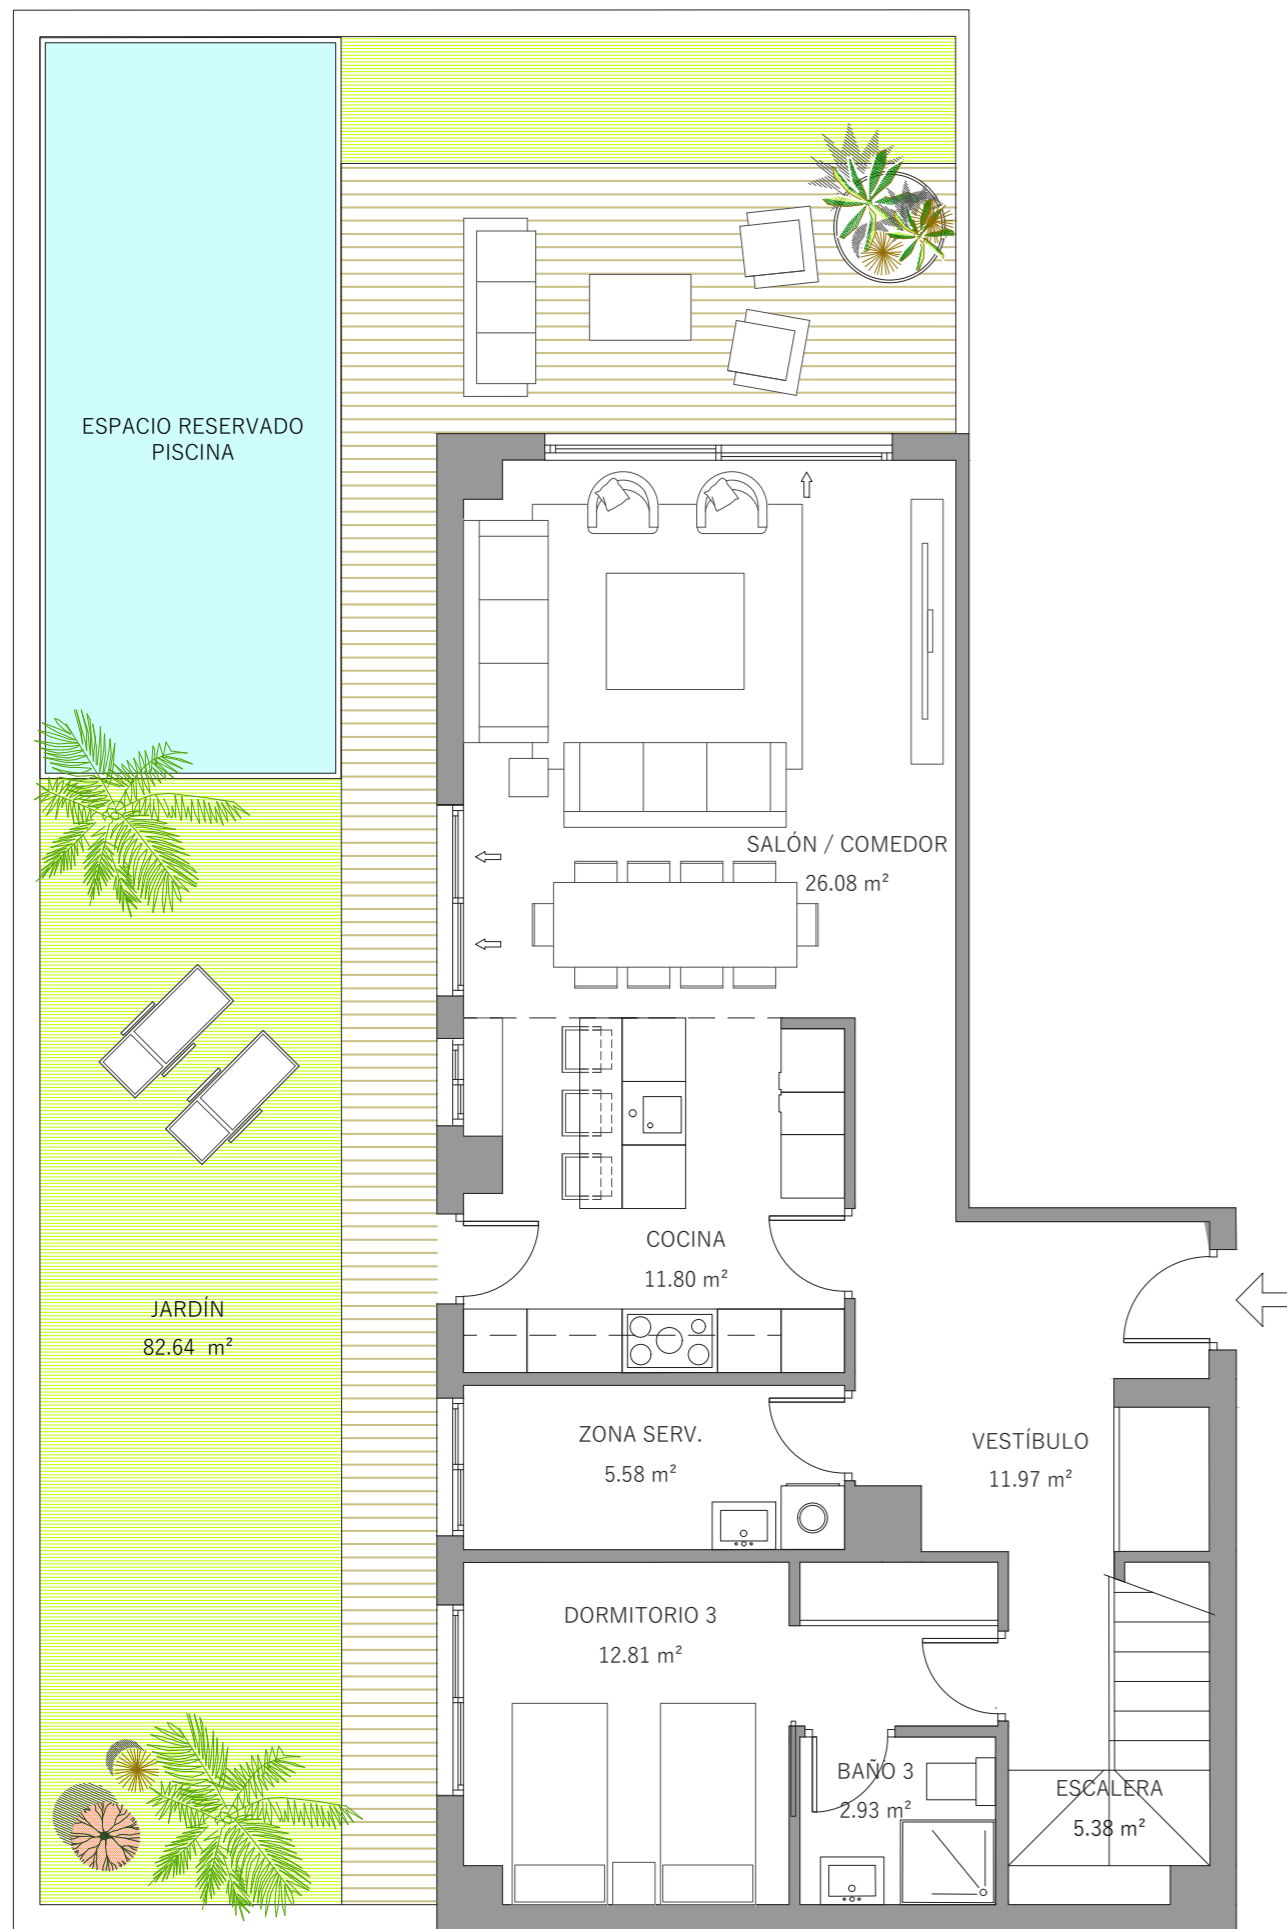 ESPACIO RESERVADO
PISCINA
SALÓN / COMEDOR
26.08 m²
COCINA
11.80 m²
JARDÍN
82.64 m²
ZONA SERV.
5.58 m²
VESTÍBULO
11.97 m²
DORMITORIO 3
12.81 m²
BAÑO 3
2.93 m²
ESCALERA
5.38 m²